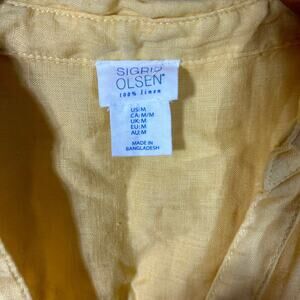 SIGRID
OLSEN®
100% linen
US:M
CA:M/M
UK:M
EU:M
AU:M
MADE IN
BANGLADESH